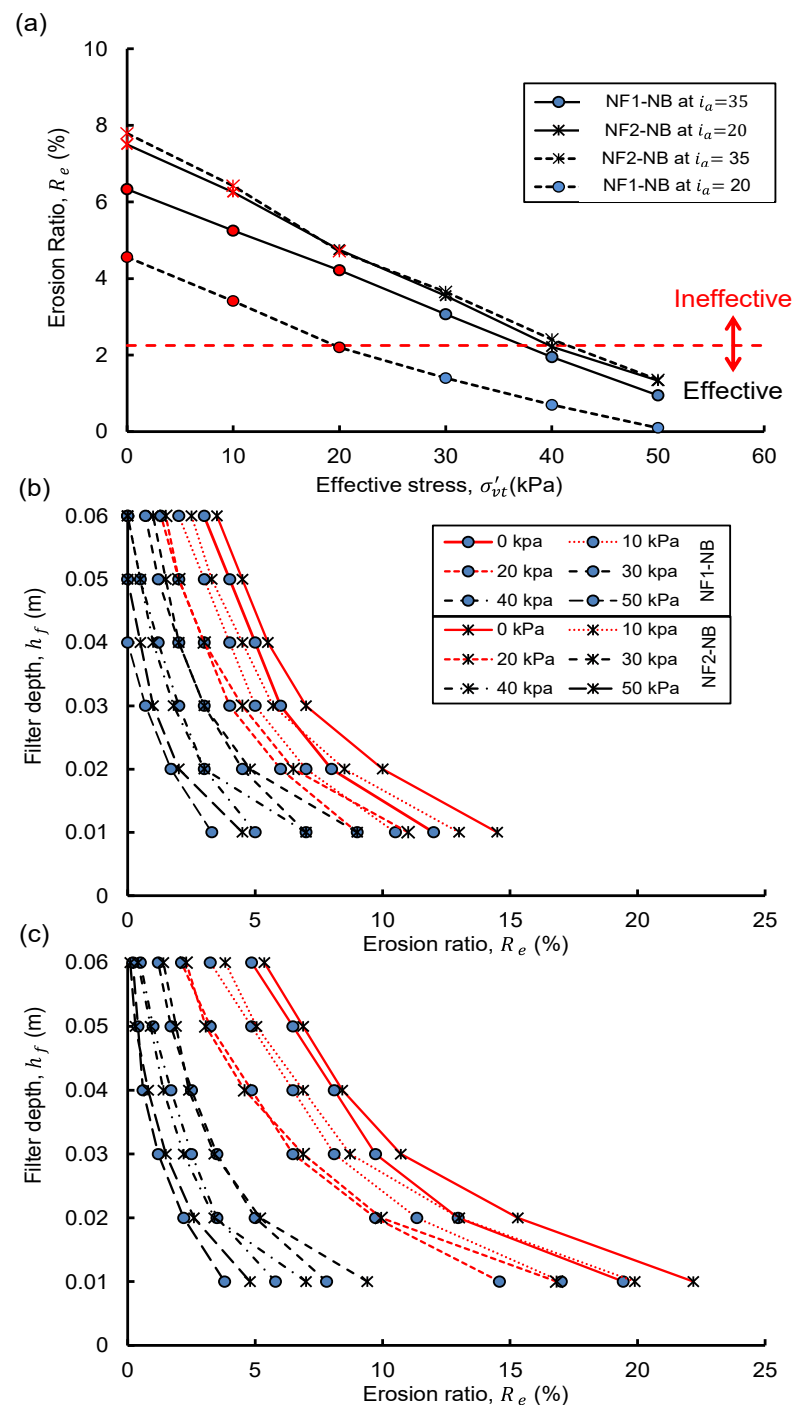 (a)
10
8
6
4
2
0
Erosion Ratio, R_e (%)
NF1-NB at i_a=35
NF2-NB at i_a=20
NF2-NB at i_a= 35
NF1-NB at i_a= 20
Ineffective
Effective
0 10 20 30 40 50 60
Effective stress, σ′_vt(kPa)
(b)
0.06
0.05
0.04
0.03
0.02
0.01
0
Filter depth, h_f (m)
0 kpa 10 kPa
20 kpa 30 kPa
40 kpa 50 kPa
NF1-NB
0 kPa 10 kpa
20 kPa 30 kpa
40 kpa 50 kPa
NF2-NB
0 5 10 15 20 25
Erosion ratio, R_e (%)
(c)
0.06
0.05
0.04
0.03
0.02
0.01
0
Filter depth, h_f (m)
0 5 10 15 20 25
Erosion ratio, R_e (%)